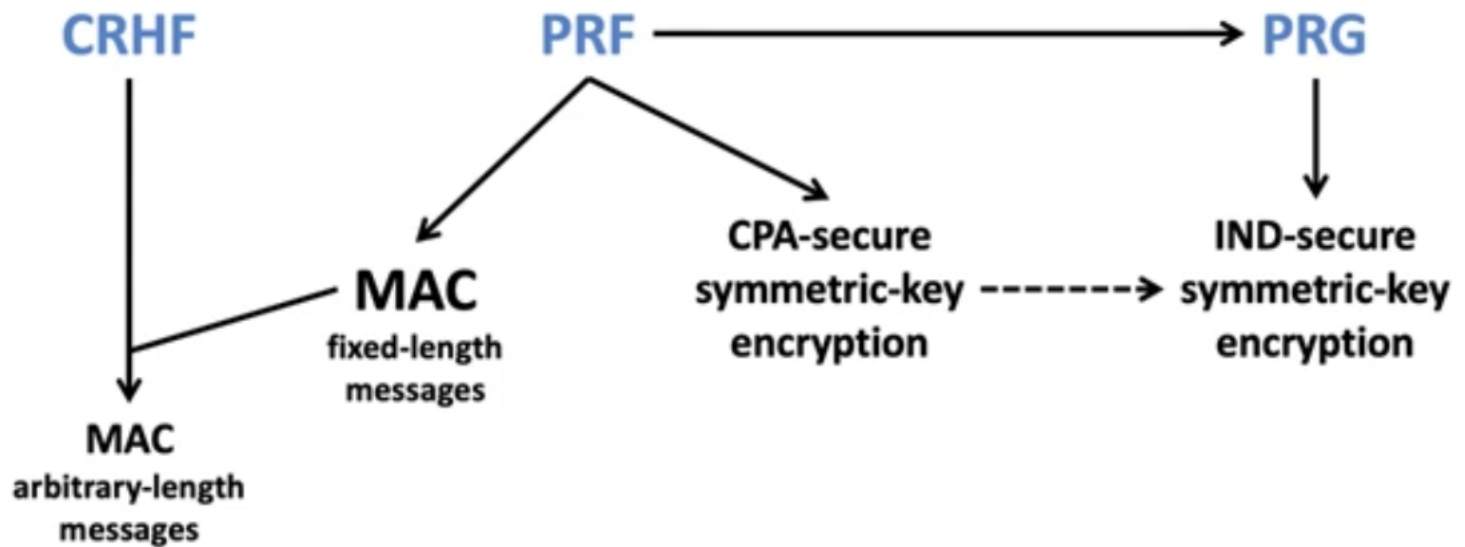 CRHF
PRF
PRG
MAC
fixed-length
messages
CPA-secure
symmetric-key
encryption
IND-secure
symmetric-key
encryption
MAC
arbitrary-length
messages